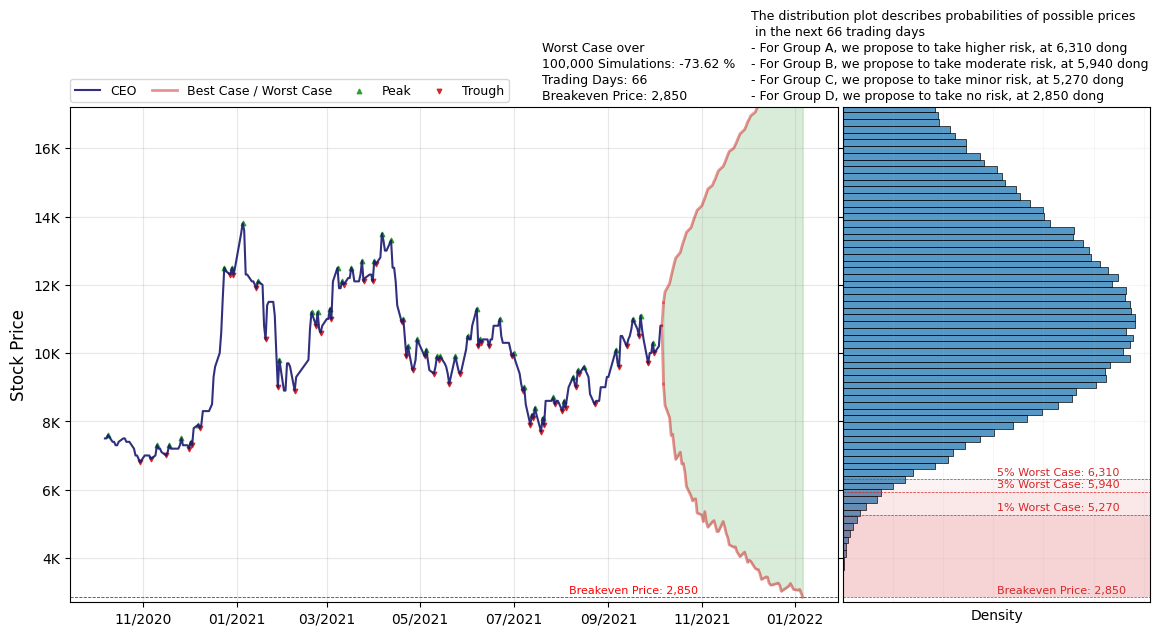 The distribution plot describes probabilities of possible prices
in the next 66 trading days
- For Group A, we propose to take higher risk, at 6,310 dong
- For Group B, we propose to take moderate risk, at 5,940 dong
- For Group C, we propose to take minor risk, at 5,270 dong
- For Group D, we propose to take no risk, at 2,850 dong
Worst Case over
100,000 Simulations: -73.62 %
Trading Days: 66
Breakeven Price: 2,850
CEO
Best Case / Worst Case
Peak
Trough
Stock Price
16K
14K
12K
10K
8K
6K
4K
Breakeven Price: 2,850
11/2020
01/2021
03/2021
05/2021
07/2021
09/2021
11/2021
01/2022
5% Worst Case: 6,310
3% Worst Case: 5,940
1% Worst Case: 5,270
Breakeven Price: 2,850
Density